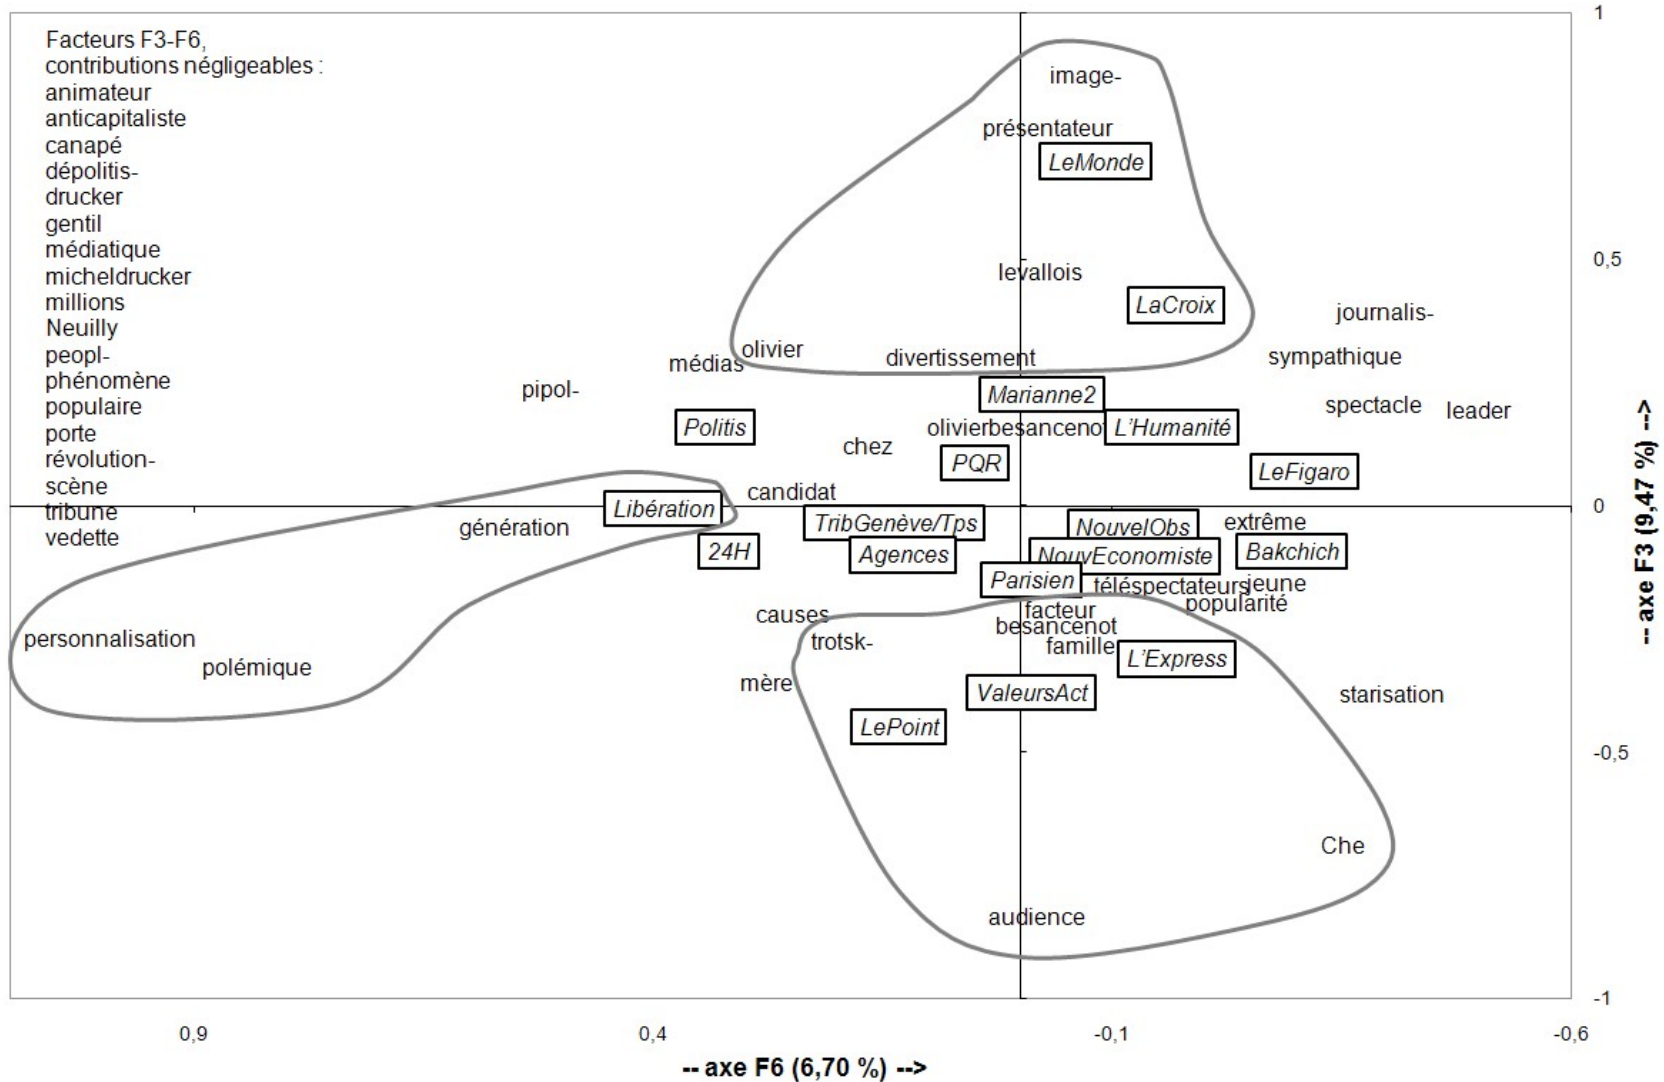 Facteurs F3-F6,
contributions négligeables :
animateur
anticapitaliste
canapé
dépolitis-
drucker
gentil
médiatique
micheldrucker
millions
Neuilly
peopl-
phénomène
populaire
porte
révolution-
scène
tribune
vedette
1
image-
présentateur
LeMonde
0,5
levallois
LaCroix
journalis-
olivier
divertissement
sympathique
médias
pipol-
Marianne2
spectacle
leader
Politis
olivierbesancenot
L'Humanité
chez
PQR
LeFigaro
candidat
0
Libération
génération
TribGenève/Tps
NouvelObs
extrême
24H
Agences
NouvEconomiste
Bakchich
Parisien
téléspectateurs
jeune
popularité
causes
facteur
besancenot
personnalisation
trotsk-
famille
L'Express
polémique
mère
ValeursAct
starisation
LePoint
-0,5
Che
audience
-1
0,9
0,4
-0,1
-0,6
-- axe F6 (6,70 %) -->
-- axe F3 (9,47 %) -->